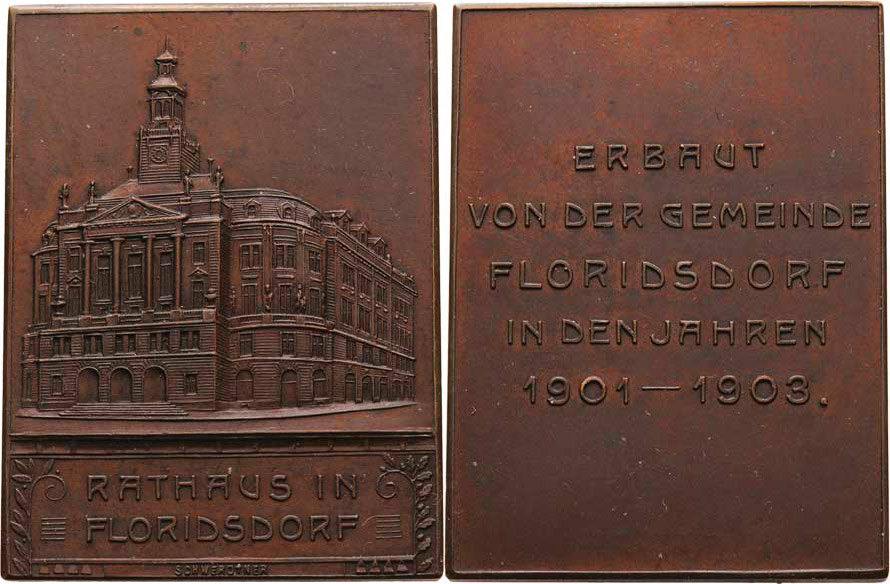 RATHAUS IN
FLORIDSDORF
SCHWERDTNER
ERBAUT
VON DER GEMEINDE
FLORIDSDORF
IN DEN JAHREN
1901—1903.